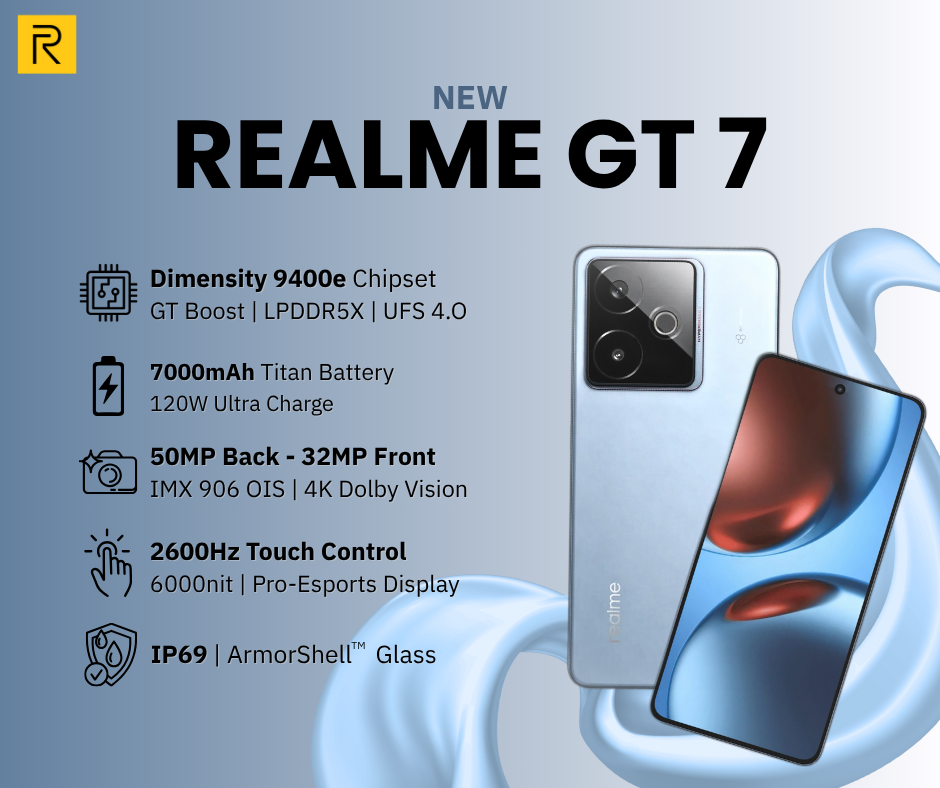 R
NEW
REALME GT 7
Dimensity 9400e Chipset
GT Boost | LPDDR5X | UFS 4.O
7000mAh Titan Battery
120W Ultra Charge
50MP Back - 32MP Front
IMX 906 OIS | 4K Dolby Vision
2600Hz Touch Control
6000nit | Pro-Esports Display
IP69 | ArmorShell™ Glass
realme